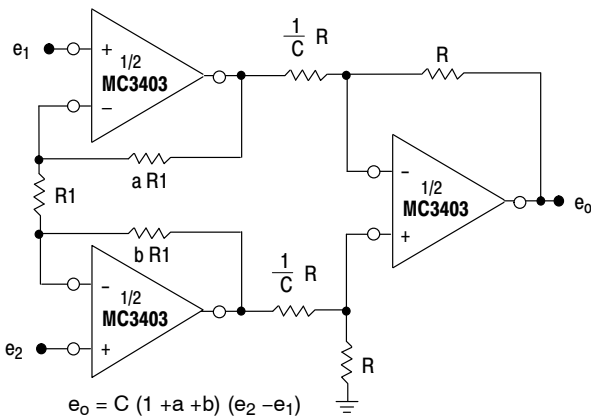 1/C R
R
e1
+
1/2
MC3403
−
a R1
R1
b R1
−
1/2
MC3403
+
e2
-
1/2
MC3403
+
eo
1/C R
R
eo = C (1 +a +b) (e2 −e1)